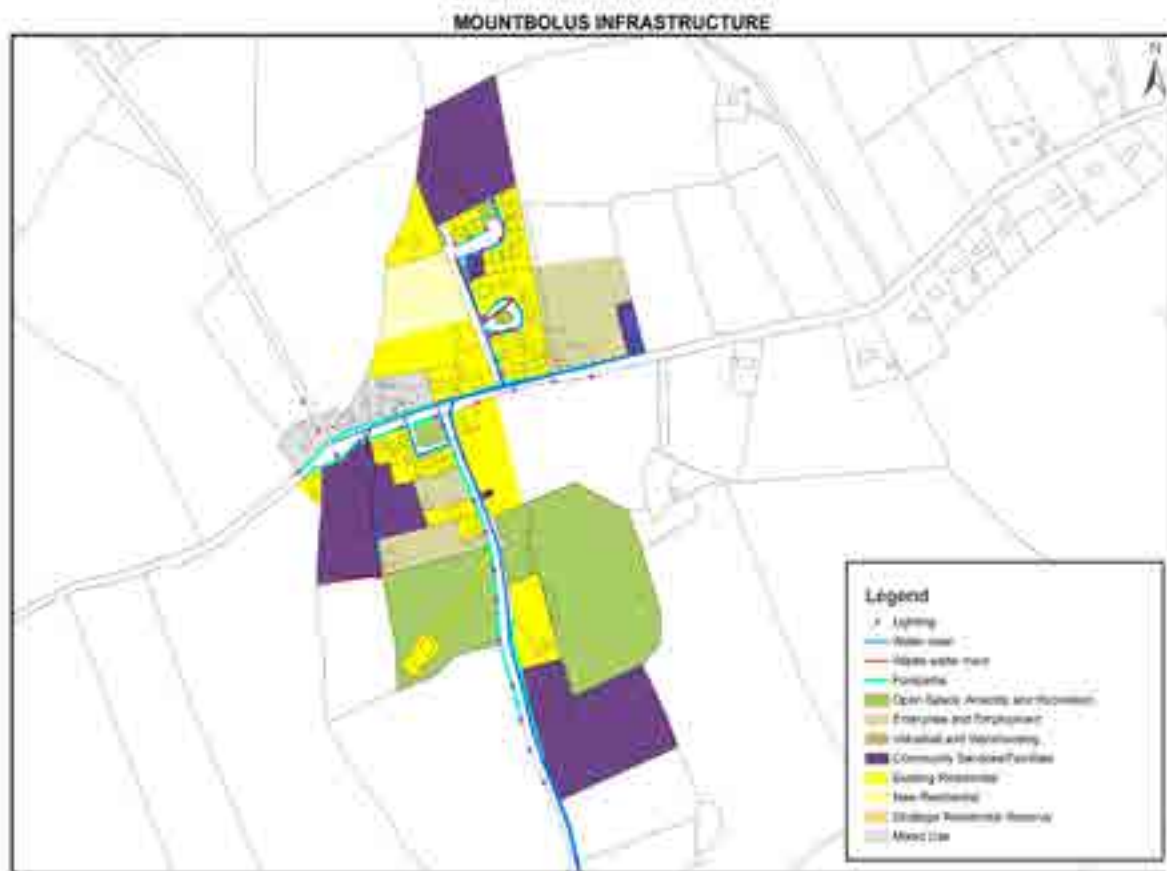 MOUNTBOLUS INFRASTRUCTURE
N
Legend
Lighting
Water main
Waste water main
Footpaths
Open Space, Amenity and Recreation
Enterprise and Employment
Industrial and Warehousing
Community Services/Facilities
Existing Residential
New Residential
Strategic Residential Reserve
Mixed Use